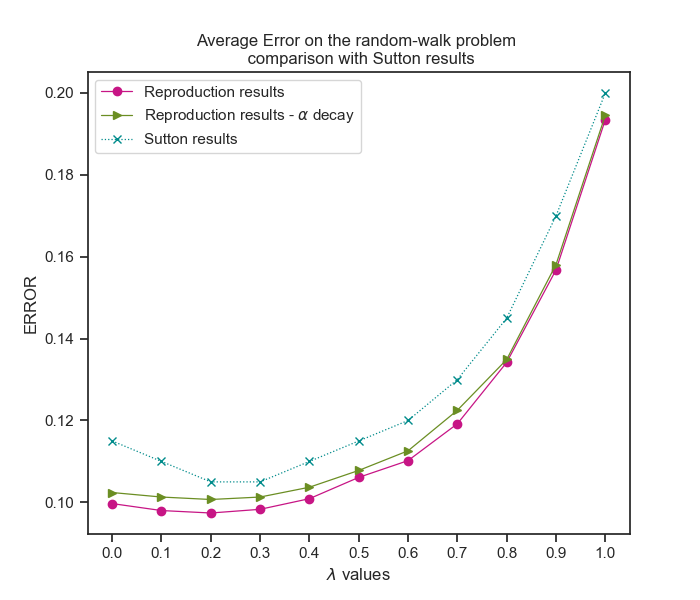 Average Error on the random-walk problem
comparison with Sutton results
Reproduction results
Reproduction results - α decay
Sutton results
0.20
0.18
0.16
0.14
0.12
0.10
ERROR
0.0 0.1 0.2 0.3 0.4 0.5 0.6 0.7 0.8 0.9 1.0
λ values